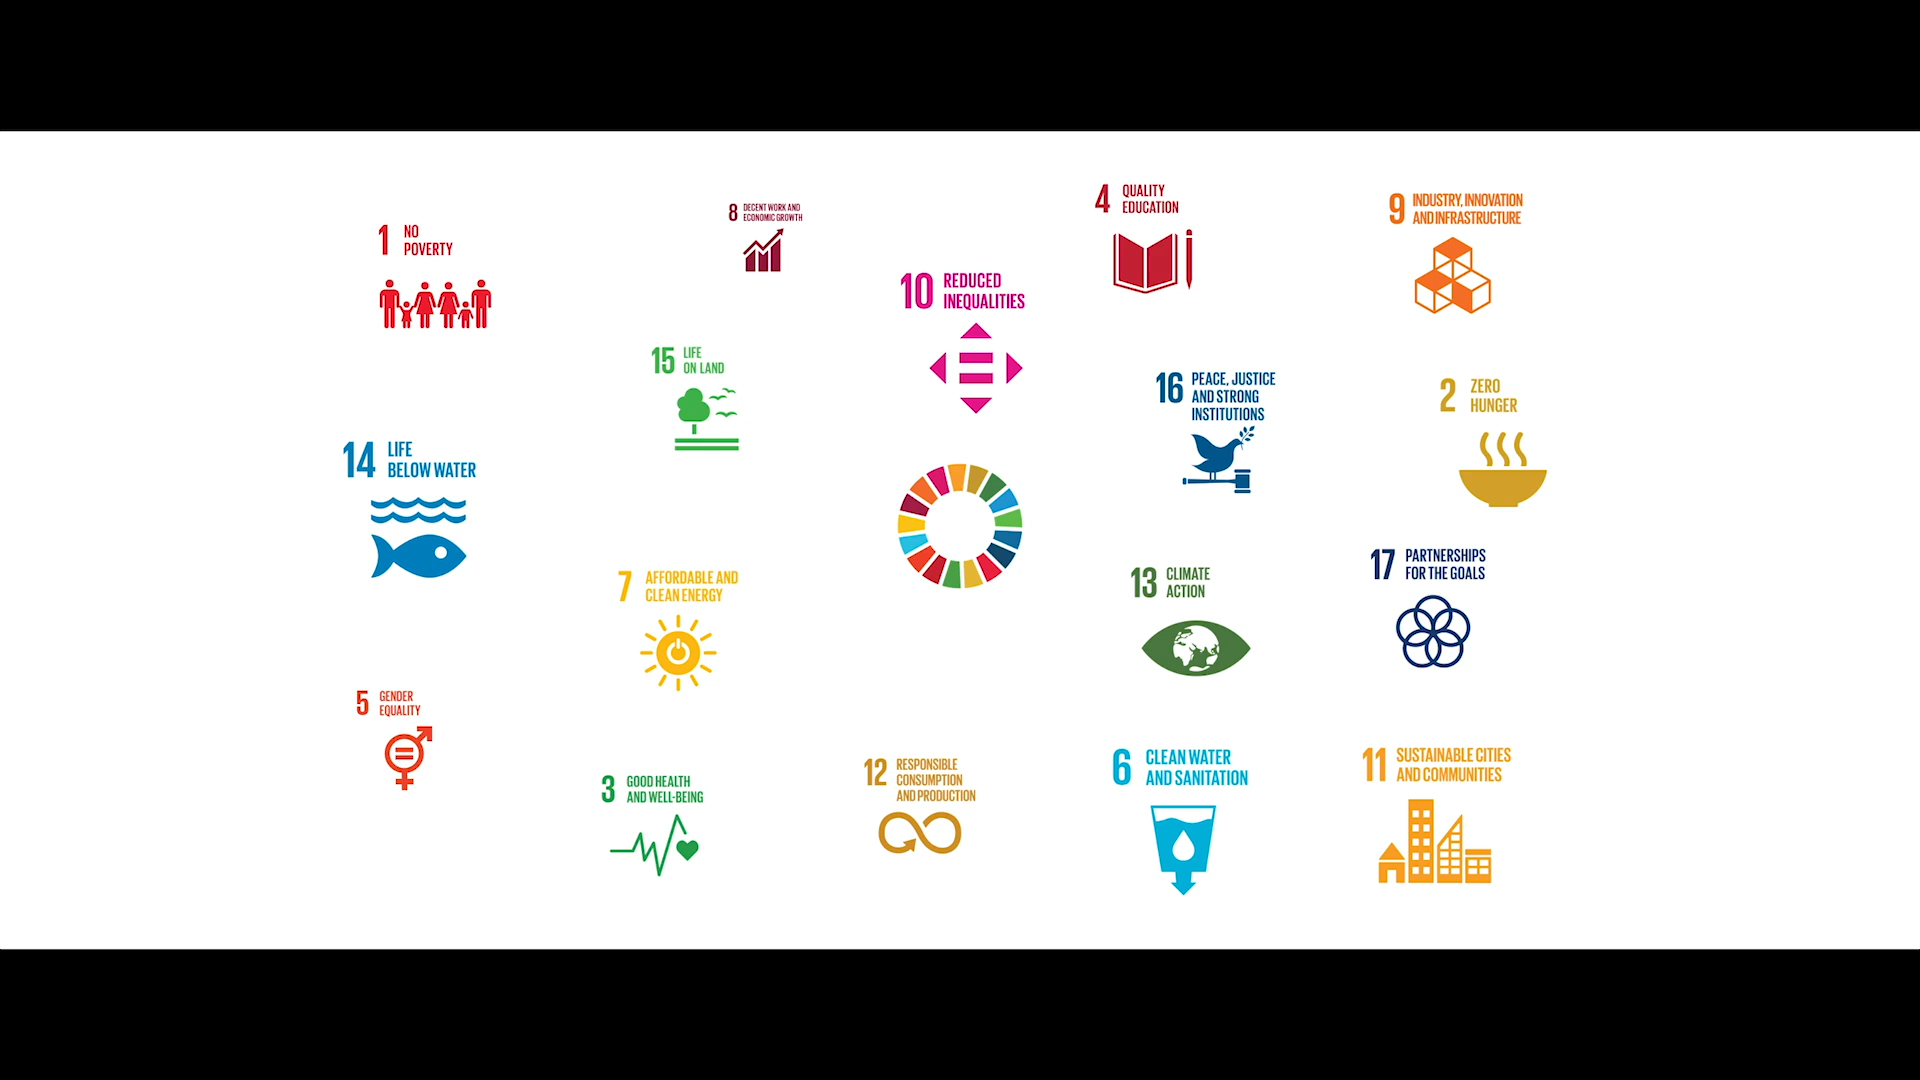 1 NO
POVERTY
8 DECENT WORK AND
ECONOMIC GROWTH
4 QUALITY
EDUCATION
9 INDUSTRY, INNOVATION
AND INFRASTRUCTURE
10 REDUCED
INEQUALITIES
15 LIFE
ON LAND
16 PEACE, JUSTICE
AND STRONG
INSTITUTIONS
2 ZERO
HUNGER
14 LIFE
BELOW WATER
7 AFFORDABLE AND
CLEAN ENERGY
13 CLIMATE
ACTION
17 PARTNERSHIPS
FOR THE GOALS
5 GENDER
EQUALITY
3 GOOD HEALTH
AND WELL-BEING
12 RESPONSIBLE
CONSUMPTION
AND PRODUCTION
6 CLEAN WATER
AND SANITATION
11 SUSTAINABLE CITIES
AND COMMUNITIES